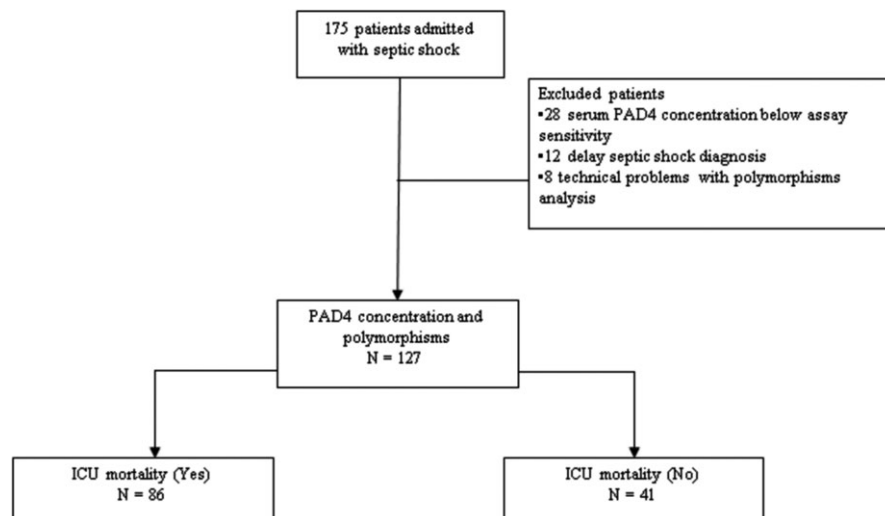 175 patients admitted
with septic shock
Excluded patients
▪28 serum PAD4 concentration below assay
sensitivity
▪12 delay septic shock diagnosis
▪8 technical problems with polymorphisms
analysis
PAD4 concentration and
polymorphisms
N = 127
ICU mortality (Yes)
N = 86
ICU mortality (No)
N = 41